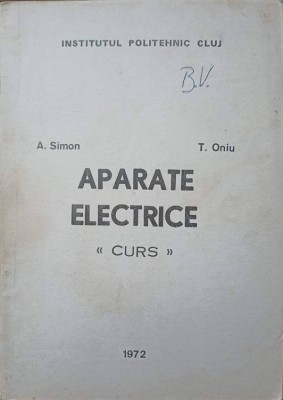 INSTITUTUL POLITEHNIC CLUJ
B.V.
A. Simon T. Oniu
APARATE
ELECTRICE
« CURS »
1972